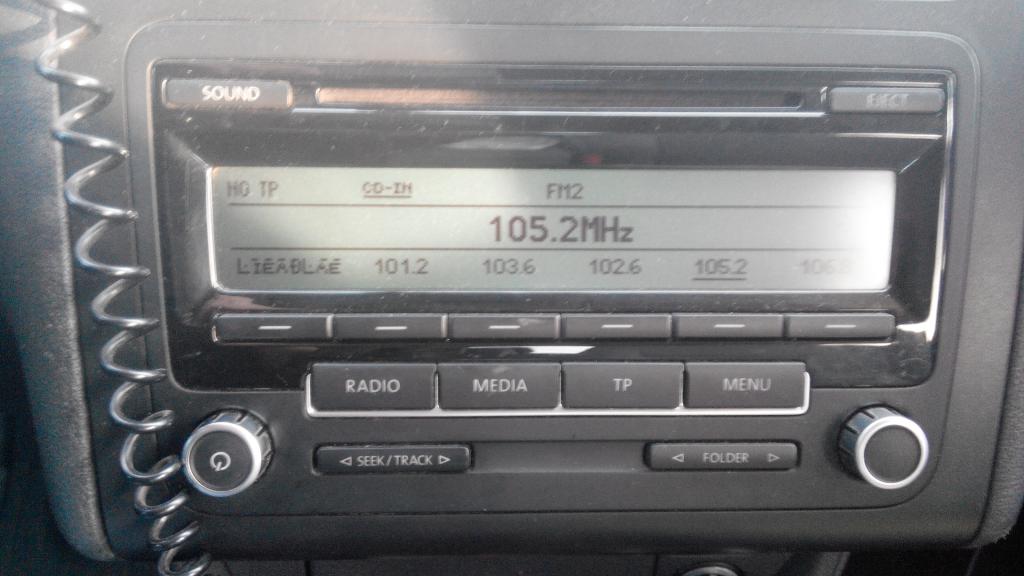 SOUND
EJECT
NO TP CD-IN FM2
105.2MHz
101.2 103.6 102.6 105.2
RADIO MEDIA TP MENU
SEEK/TRACK FOLDER